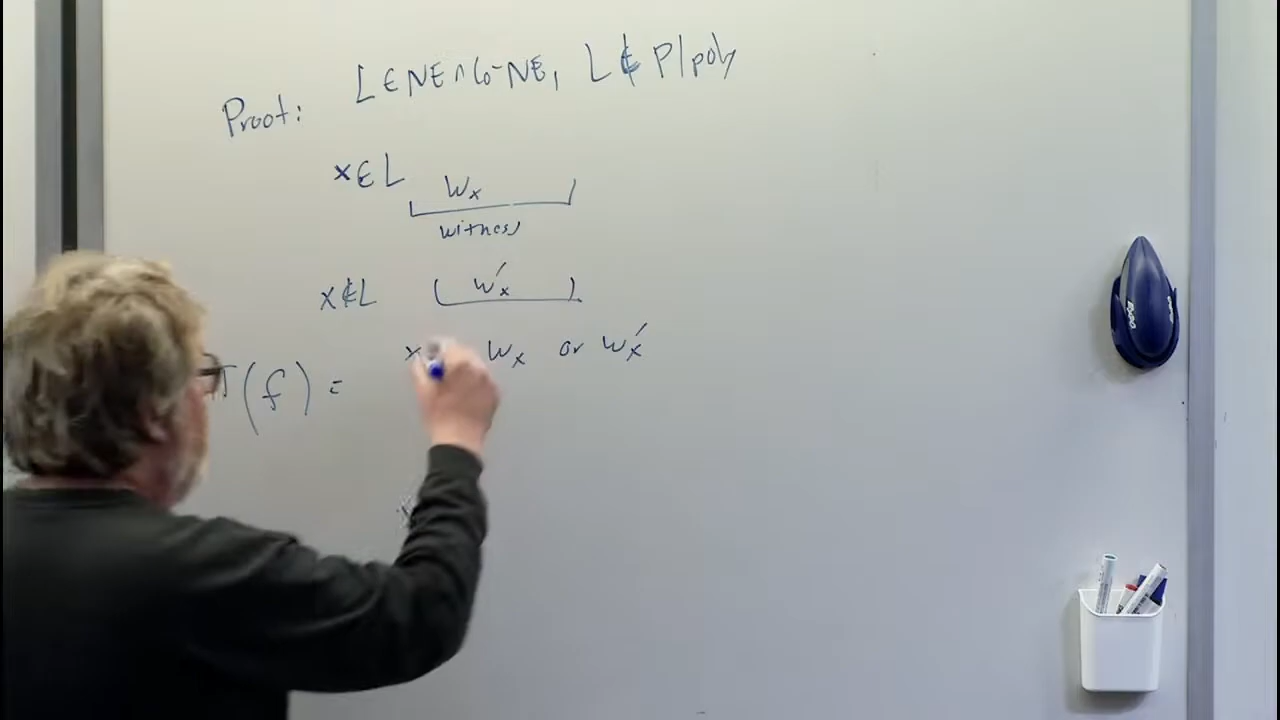 Proof: L ∈ NE ∩ Co-NE, L ∉ P/poly
x ∈ L W_x
witness
x ∉ L W'_x
x W_x or W'_x
T(f) =